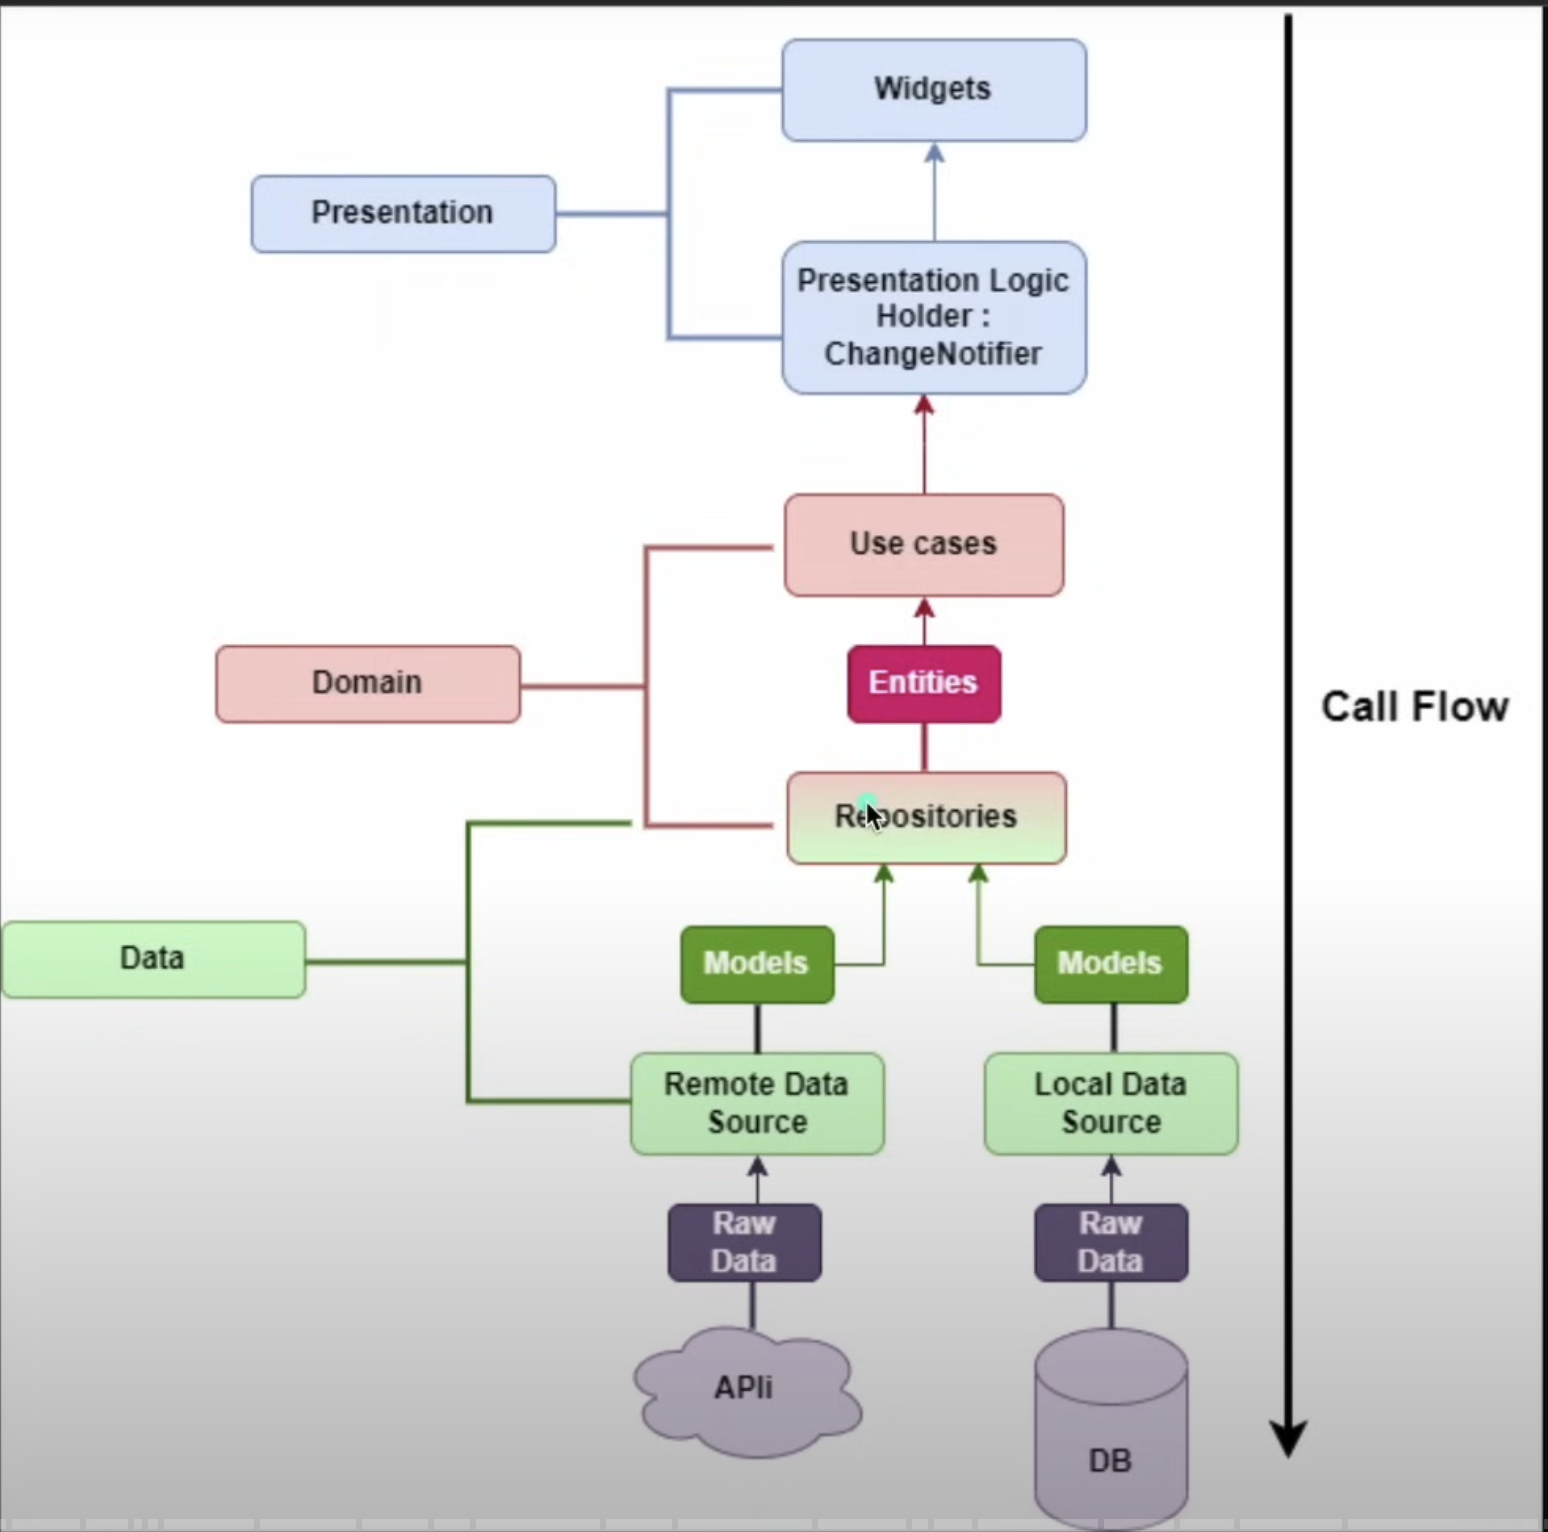 Widgets
Presentation
Presentation Logic
Holder :
ChangeNotifier
Use cases
Domain
Entities
Call Flow
Repositories
Data
Models
Models
Remote Data
Source
Local Data
Source
Raw
Data
Raw
Data
APIi
DB